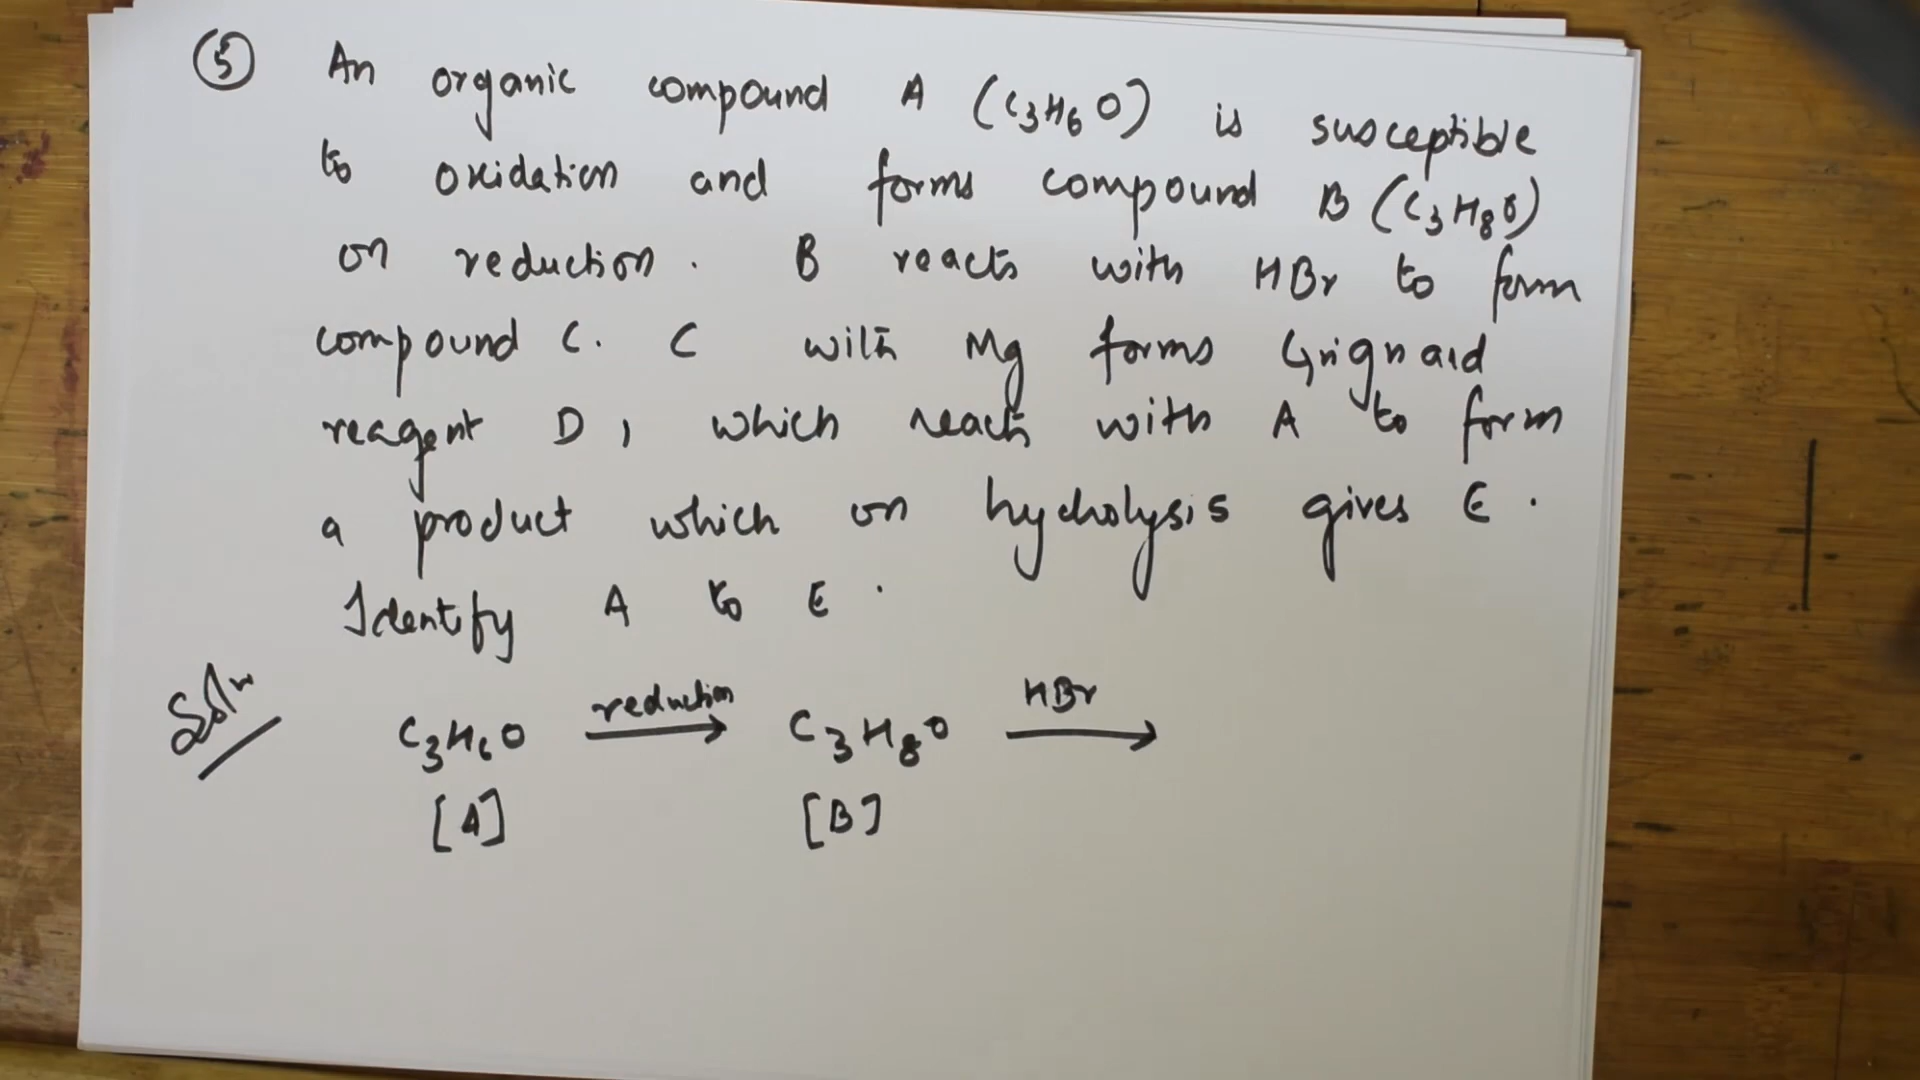 (5) An organic compound A (C3H6O) is susceptible
to oxidation and forms compound B (C3H8O)
on reduction. B reacts with HBr to form
compound C. C with Mg forms Grignard
reagent D, which reacts with A to form
a product which on hydrolysis gives E.
Identify A to E.
Soln
C3H6O reduction → C3H8O HBr →
[A] [B]